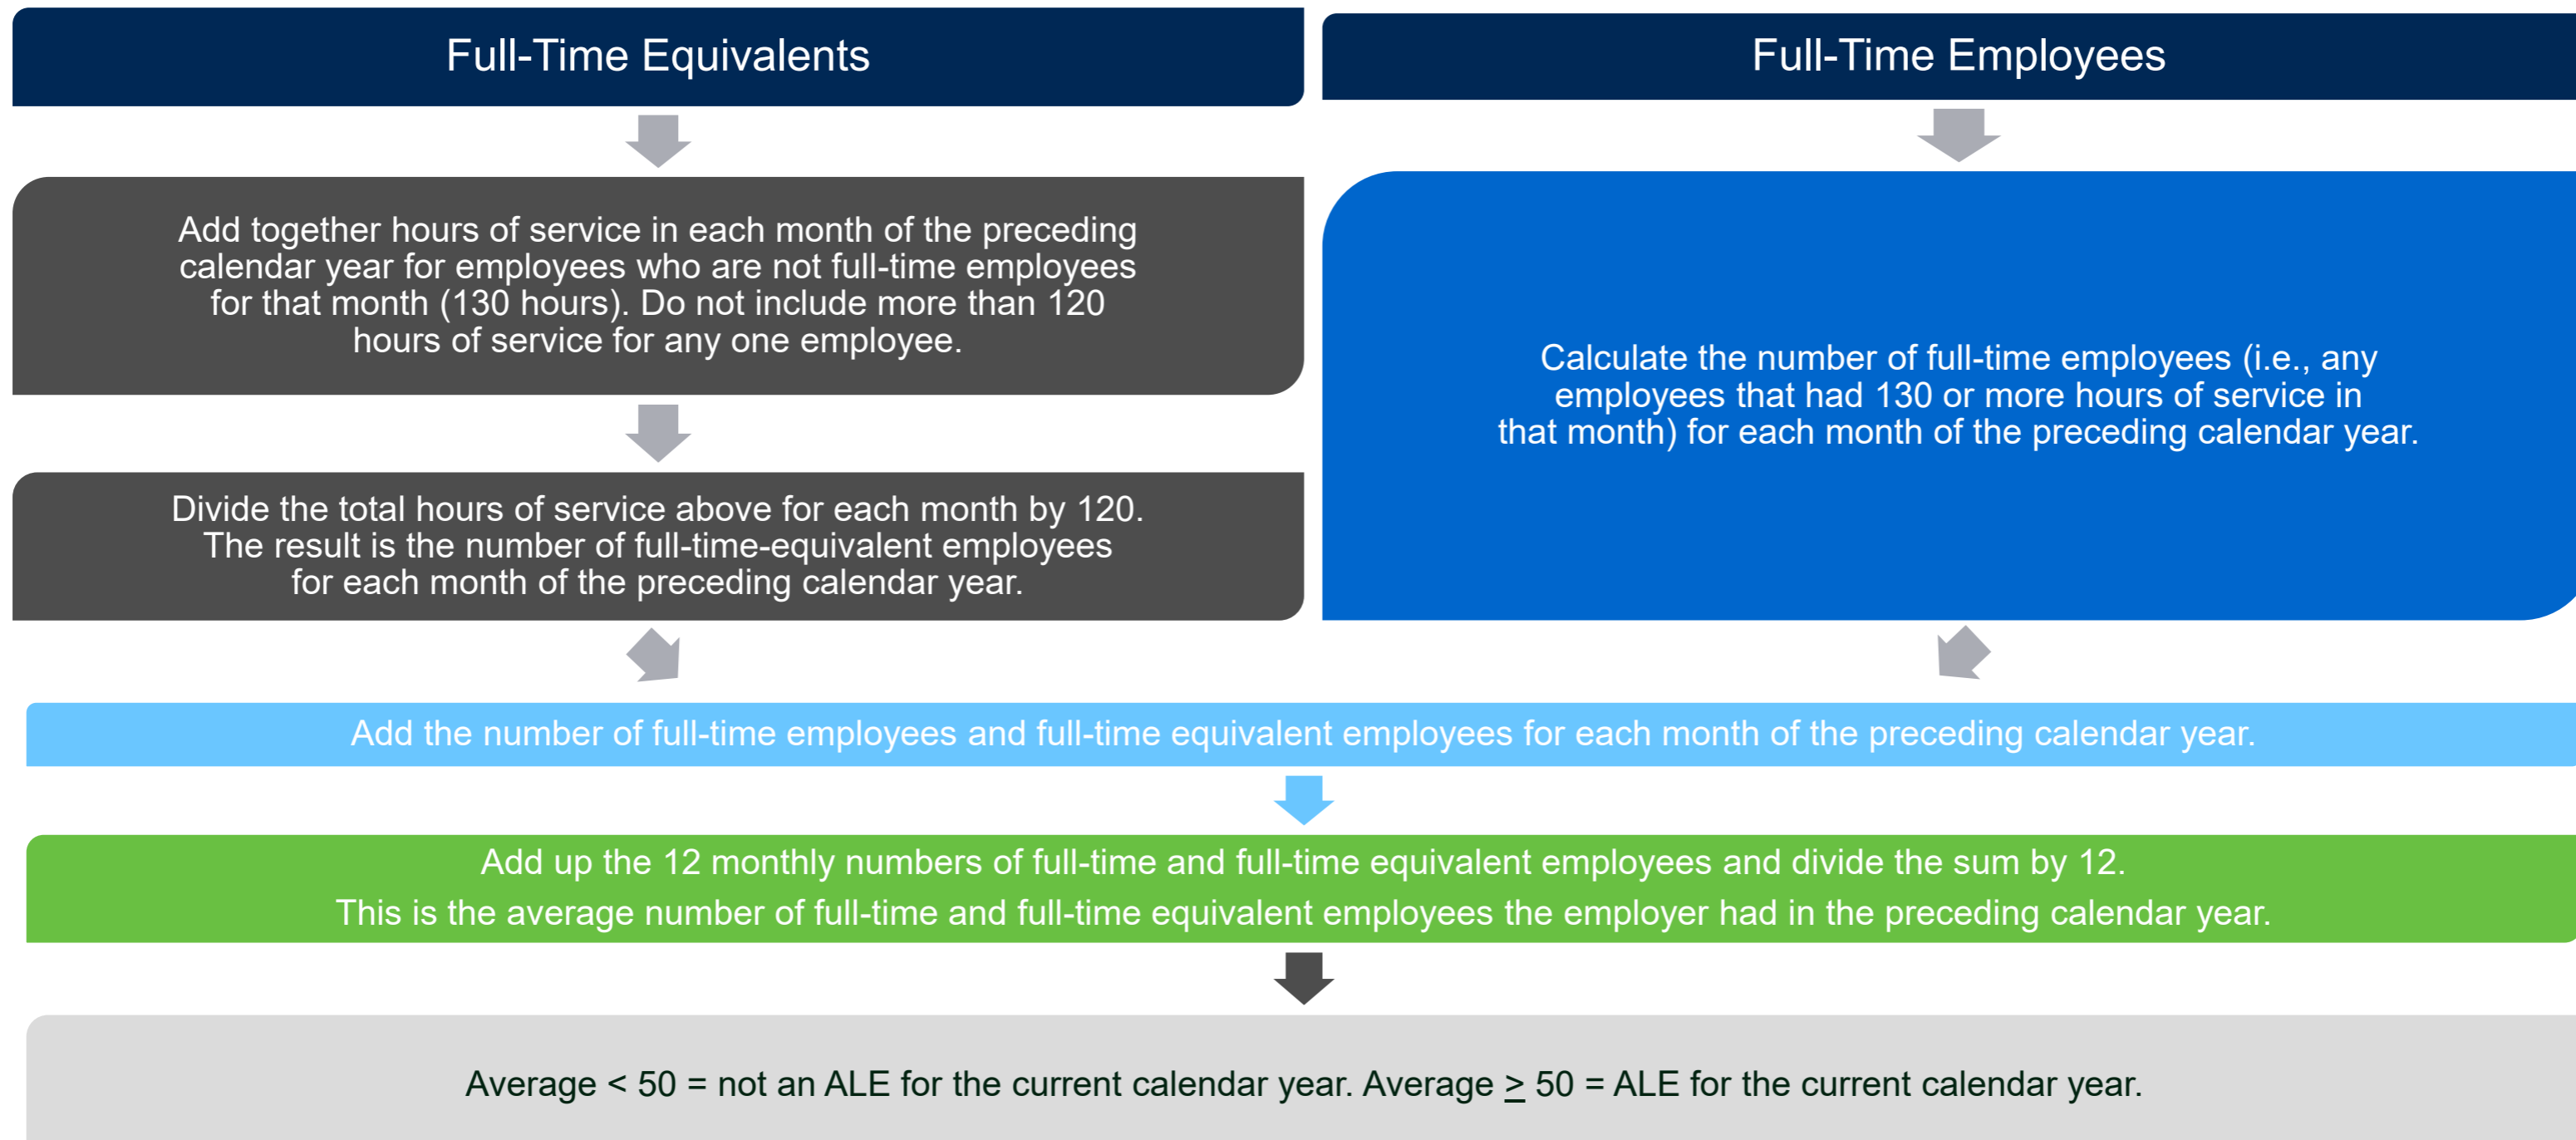 Full-Time Equivalents
Add together hours of service in each month of the preceding
calendar year for employees who are not full-time employees
for that month (130 hours). Do not include more than 120
hours of service for any one employee.
Divide the total hours of service above for each month by 120.
The result is the number of full-time-equivalent employees
for each month of the preceding calendar year.
Full-Time Employees
Calculate the number of full-time employees (i.e., any
employees that had 130 or more hours of service in
that month) for each month of the preceding calendar year.
Add the number of full-time employees and full-time equivalent employees for each month of the preceding calendar year.
Add up the 12 monthly numbers of full-time and full-time equivalent employees and divide the sum by 12.
This is the average number of full-time and full-time equivalent employees the employer had in the preceding calendar year.
Average < 50 = not an ALE for the current calendar year. Average ≥ 50 = ALE for the current calendar year.